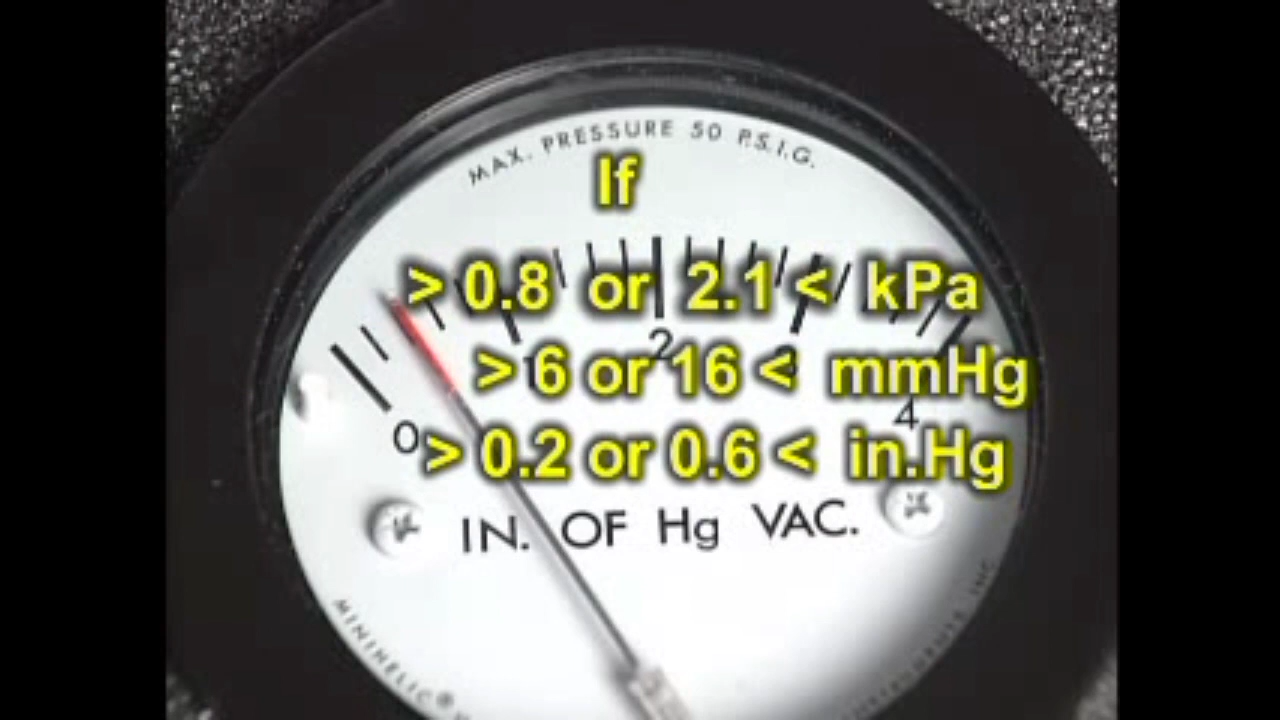 MAX. PRESSURE 50 P.S.I.G.
If
> 0.8 or 2.1 < kPa
2
> 6 or 16 < mmHg
0
4
> 0.2 or 0.6 < in.Hg
IN. OF Hg VAC.
MINIHELIC®